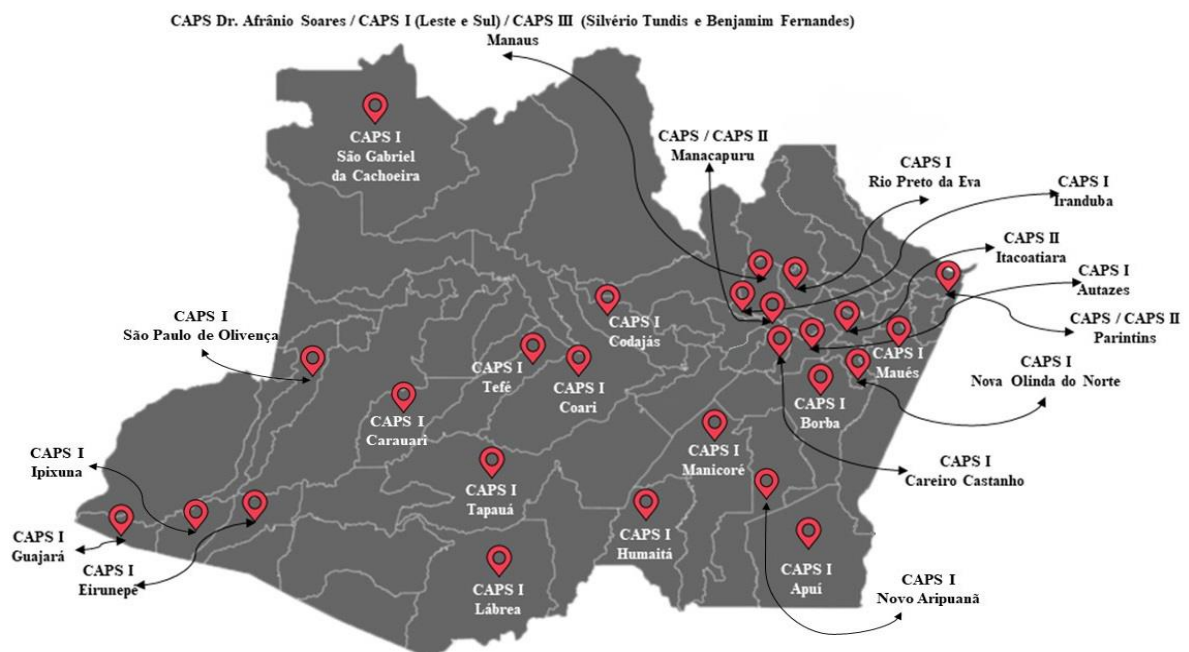 CAPS Dr. Afrânio Soares / CAPS I (Leste e Sul) / CAPS III (Silvério Tundis e Benjamim Fernandes)
Manaus
CAPS I
São Gabriel
da Cachoeira
CAPS / CAPS II
Manacapuru
CAPS I
Rio Preto da Eva
CAPS I
Iranduba
CAPS II
Itacoatiara
CAPS I
Autazes
CAPS / CAPS II
Parintins
CAPS I
São Paulo de Olivença
CAPS I
Codajás
CAPS I
Tefé
CAPS I
Coari
CAPS I
Maués
CAPS I
Nova Olinda do Norte
CAPS I
Carauari
CAPS I
Borba
CAPS I
Manicoré
CAPS I
Ipixuna
CAPS I
Tapauá
CAPS I
Careiro Castanho
CAPS I
Guajará
CAPS I
Eirunepe
CAPS I
Humaitá
CAPS I
Lábrea
CAPS I
Apuí
CAPS I
Novo Aripuanã